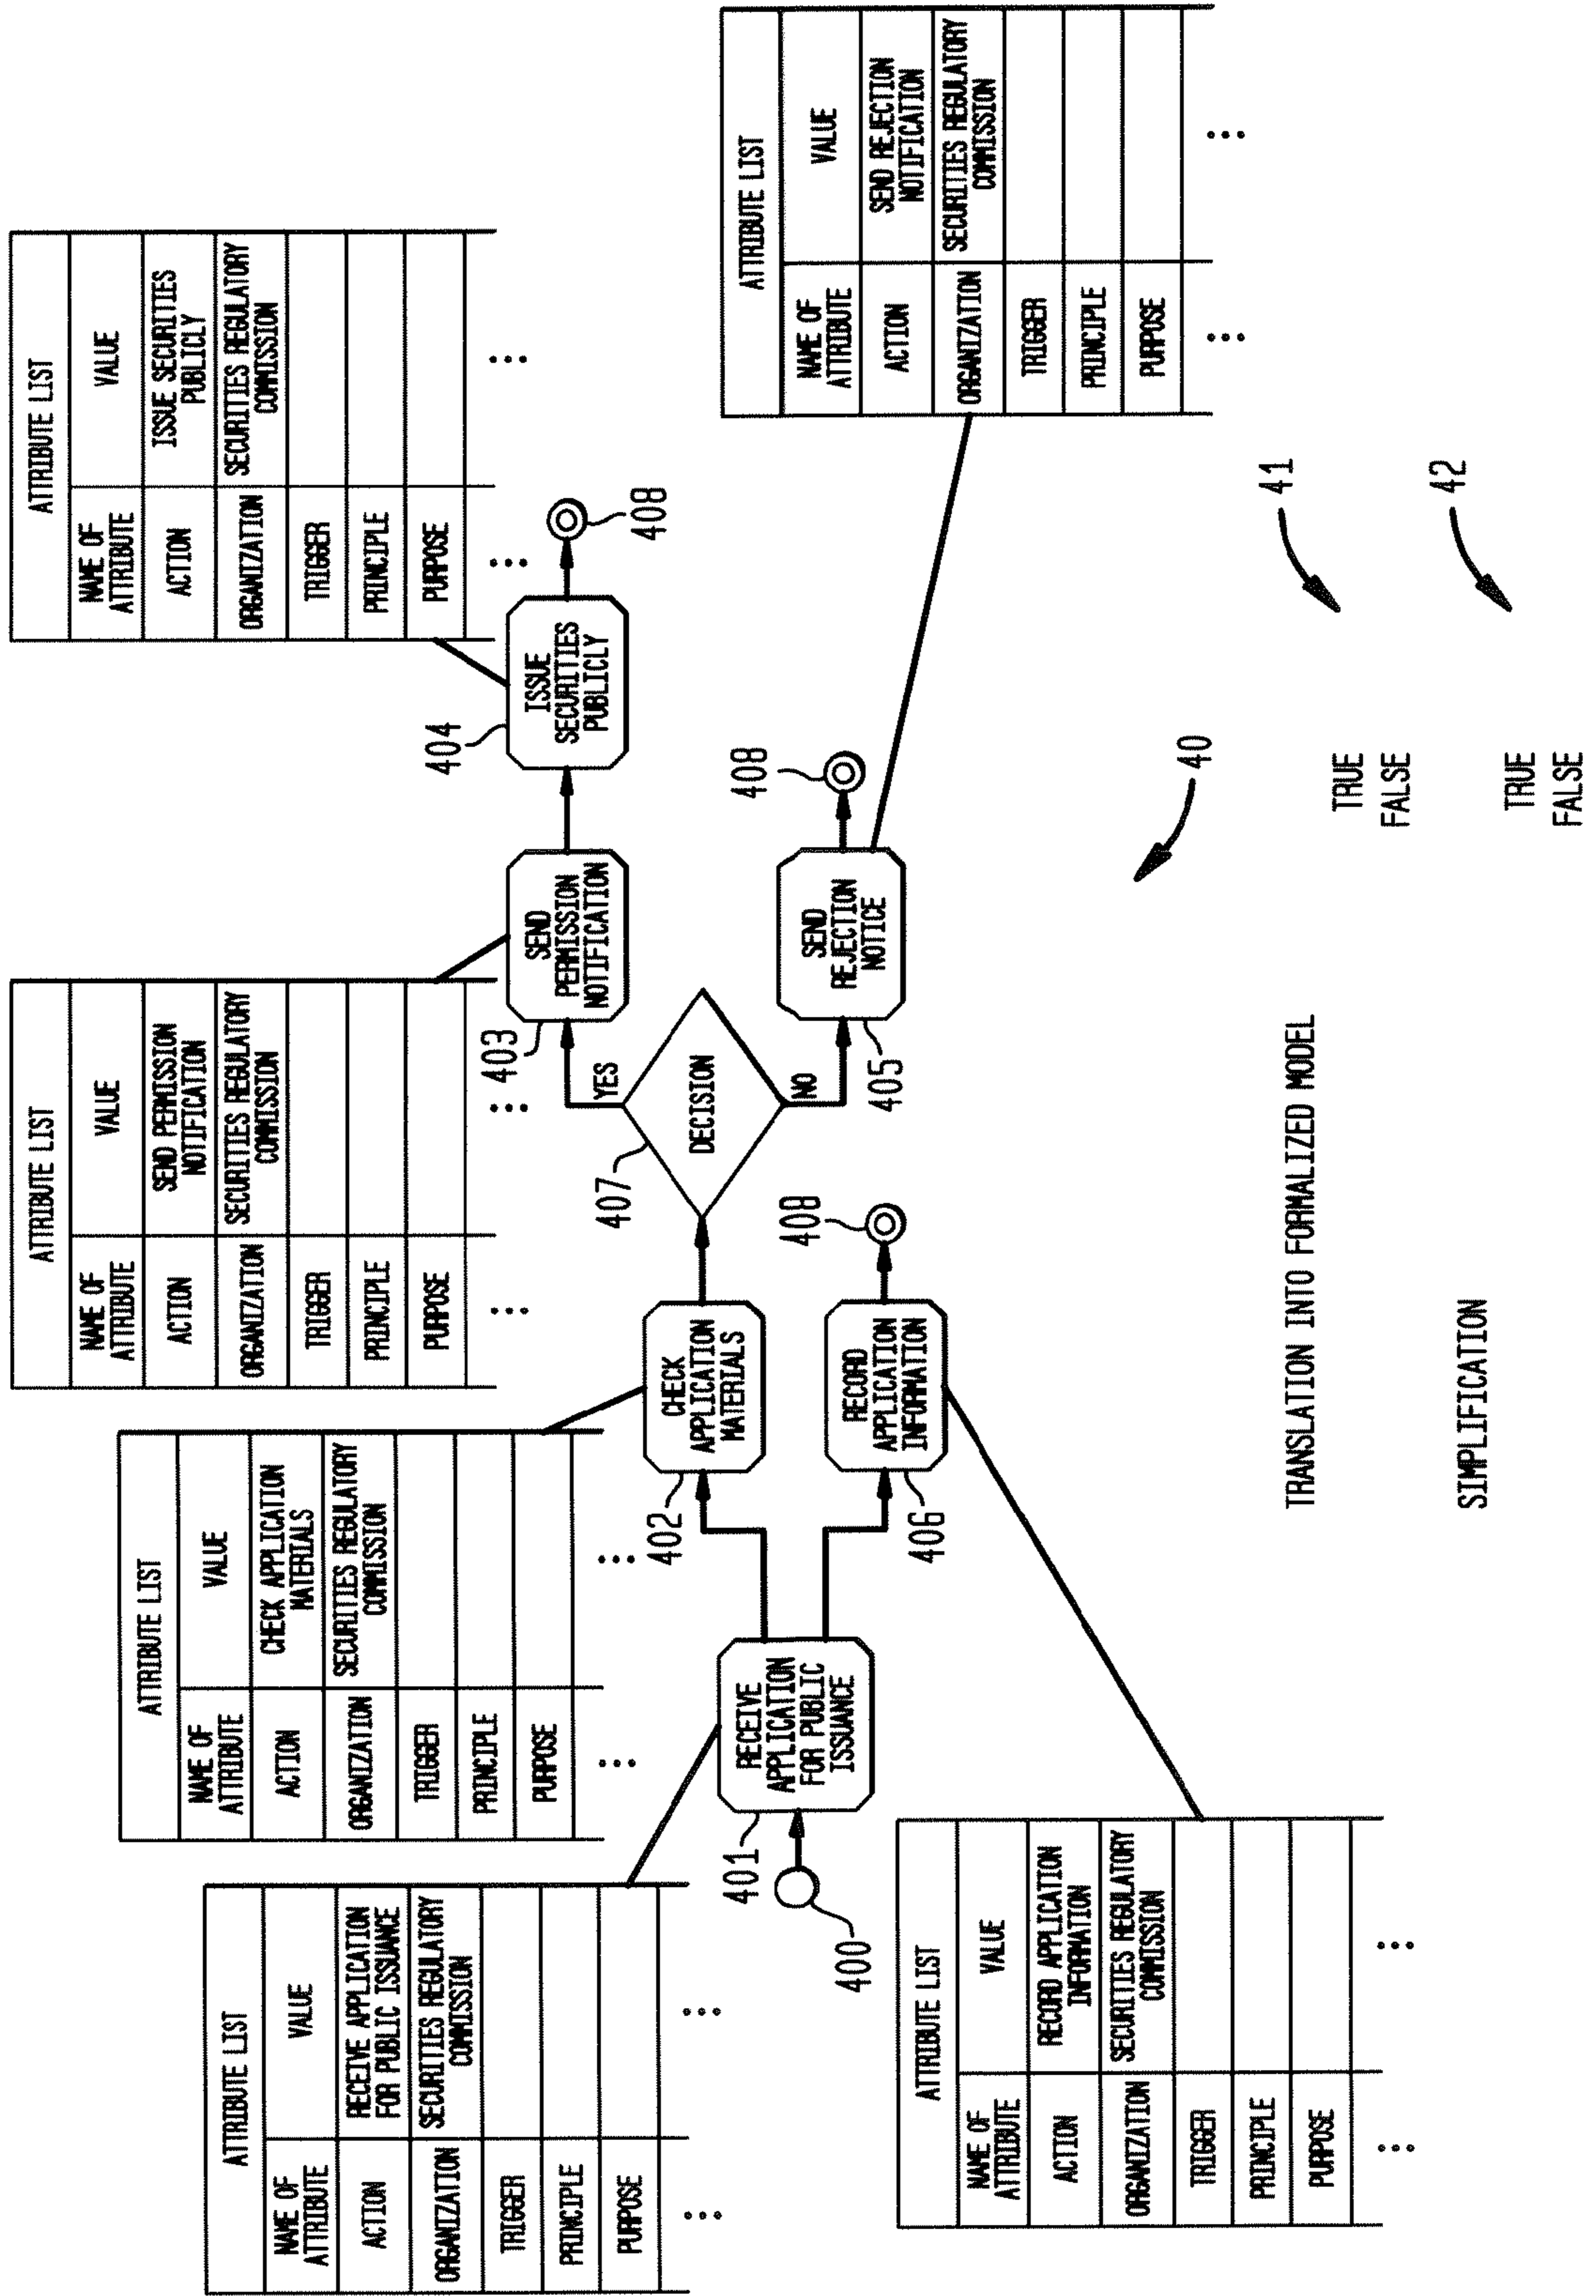 ATTRIBUTE LIST
NAME OF
ATTRIBUTE
VALUE
ACTION
RECEIVE APPLICATION
FOR PUBLIC ISSUANCE
ORGANIZATION
SECURITIES REGULATORY
COMMISSION
TRIGGER
PRINCIPLE
PURPOSE
...
...
ATTRIBUTE LIST
NAME OF
ATTRIBUTE
VALUE
ACTION
CHECK APPLICATION
MATERIALS
ORGANIZATION
SECURITIES REGULATORY
COMMISSION
TRIGGER
PRINCIPLE
PURPOSE
...
...
ATTRIBUTE LIST
NAME OF
ATTRIBUTE
VALUE
ACTION
SEND PERMISSION
NOTIFICATION
ORGANIZATION
SECURITIES REGULATORY
COMMISSION
TRIGGER
PRINCIPLE
PURPOSE
...
...
ATTRIBUTE LIST
NAME OF
ATTRIBUTE
VALUE
ACTION
ISSUE SECURITIES
PUBLICLY
ORGANIZATION
SECURITIES REGULATORY
COMMISSION
TRIGGER
PRINCIPLE
PURPOSE
...
...
400
401
RECEIVE
APPLICATION
FOR PUBLIC
ISSUANCE
402
CHECK
APPLICATION
MATERIALS
407
DECISION
YES
NO
403
SEND
PERMISSION
NOTIFICATION
404
ISSUE
SECURITIES
PUBLICLY
408
406
RECORD
APPLICATION
INFORMATION
408
405
SEND
REJECTION
NOTICE
408
ATTRIBUTE LIST
NAME OF
ATTRIBUTE
VALUE
ACTION
RECORD APPLICATION
INFORMATION
ORGANIZATION
SECURITIES REGULATORY
COMMISSION
TRIGGER
PRINCIPLE
PURPOSE
...
...
ATTRIBUTE LIST
NAME OF
ATTRIBUTE
VALUE
ACTION
SEND REJECTION
NOTIFICATION
ORGANIZATION
SECURITIES REGULATORY
COMMISSION
TRIGGER
PRINCIPLE
PURPOSE
...
...
40
TRANSLATION INTO FORMALIZED MODEL
TRUE
FALSE
41
SIMPLIFICATION
TRUE
FALSE
42